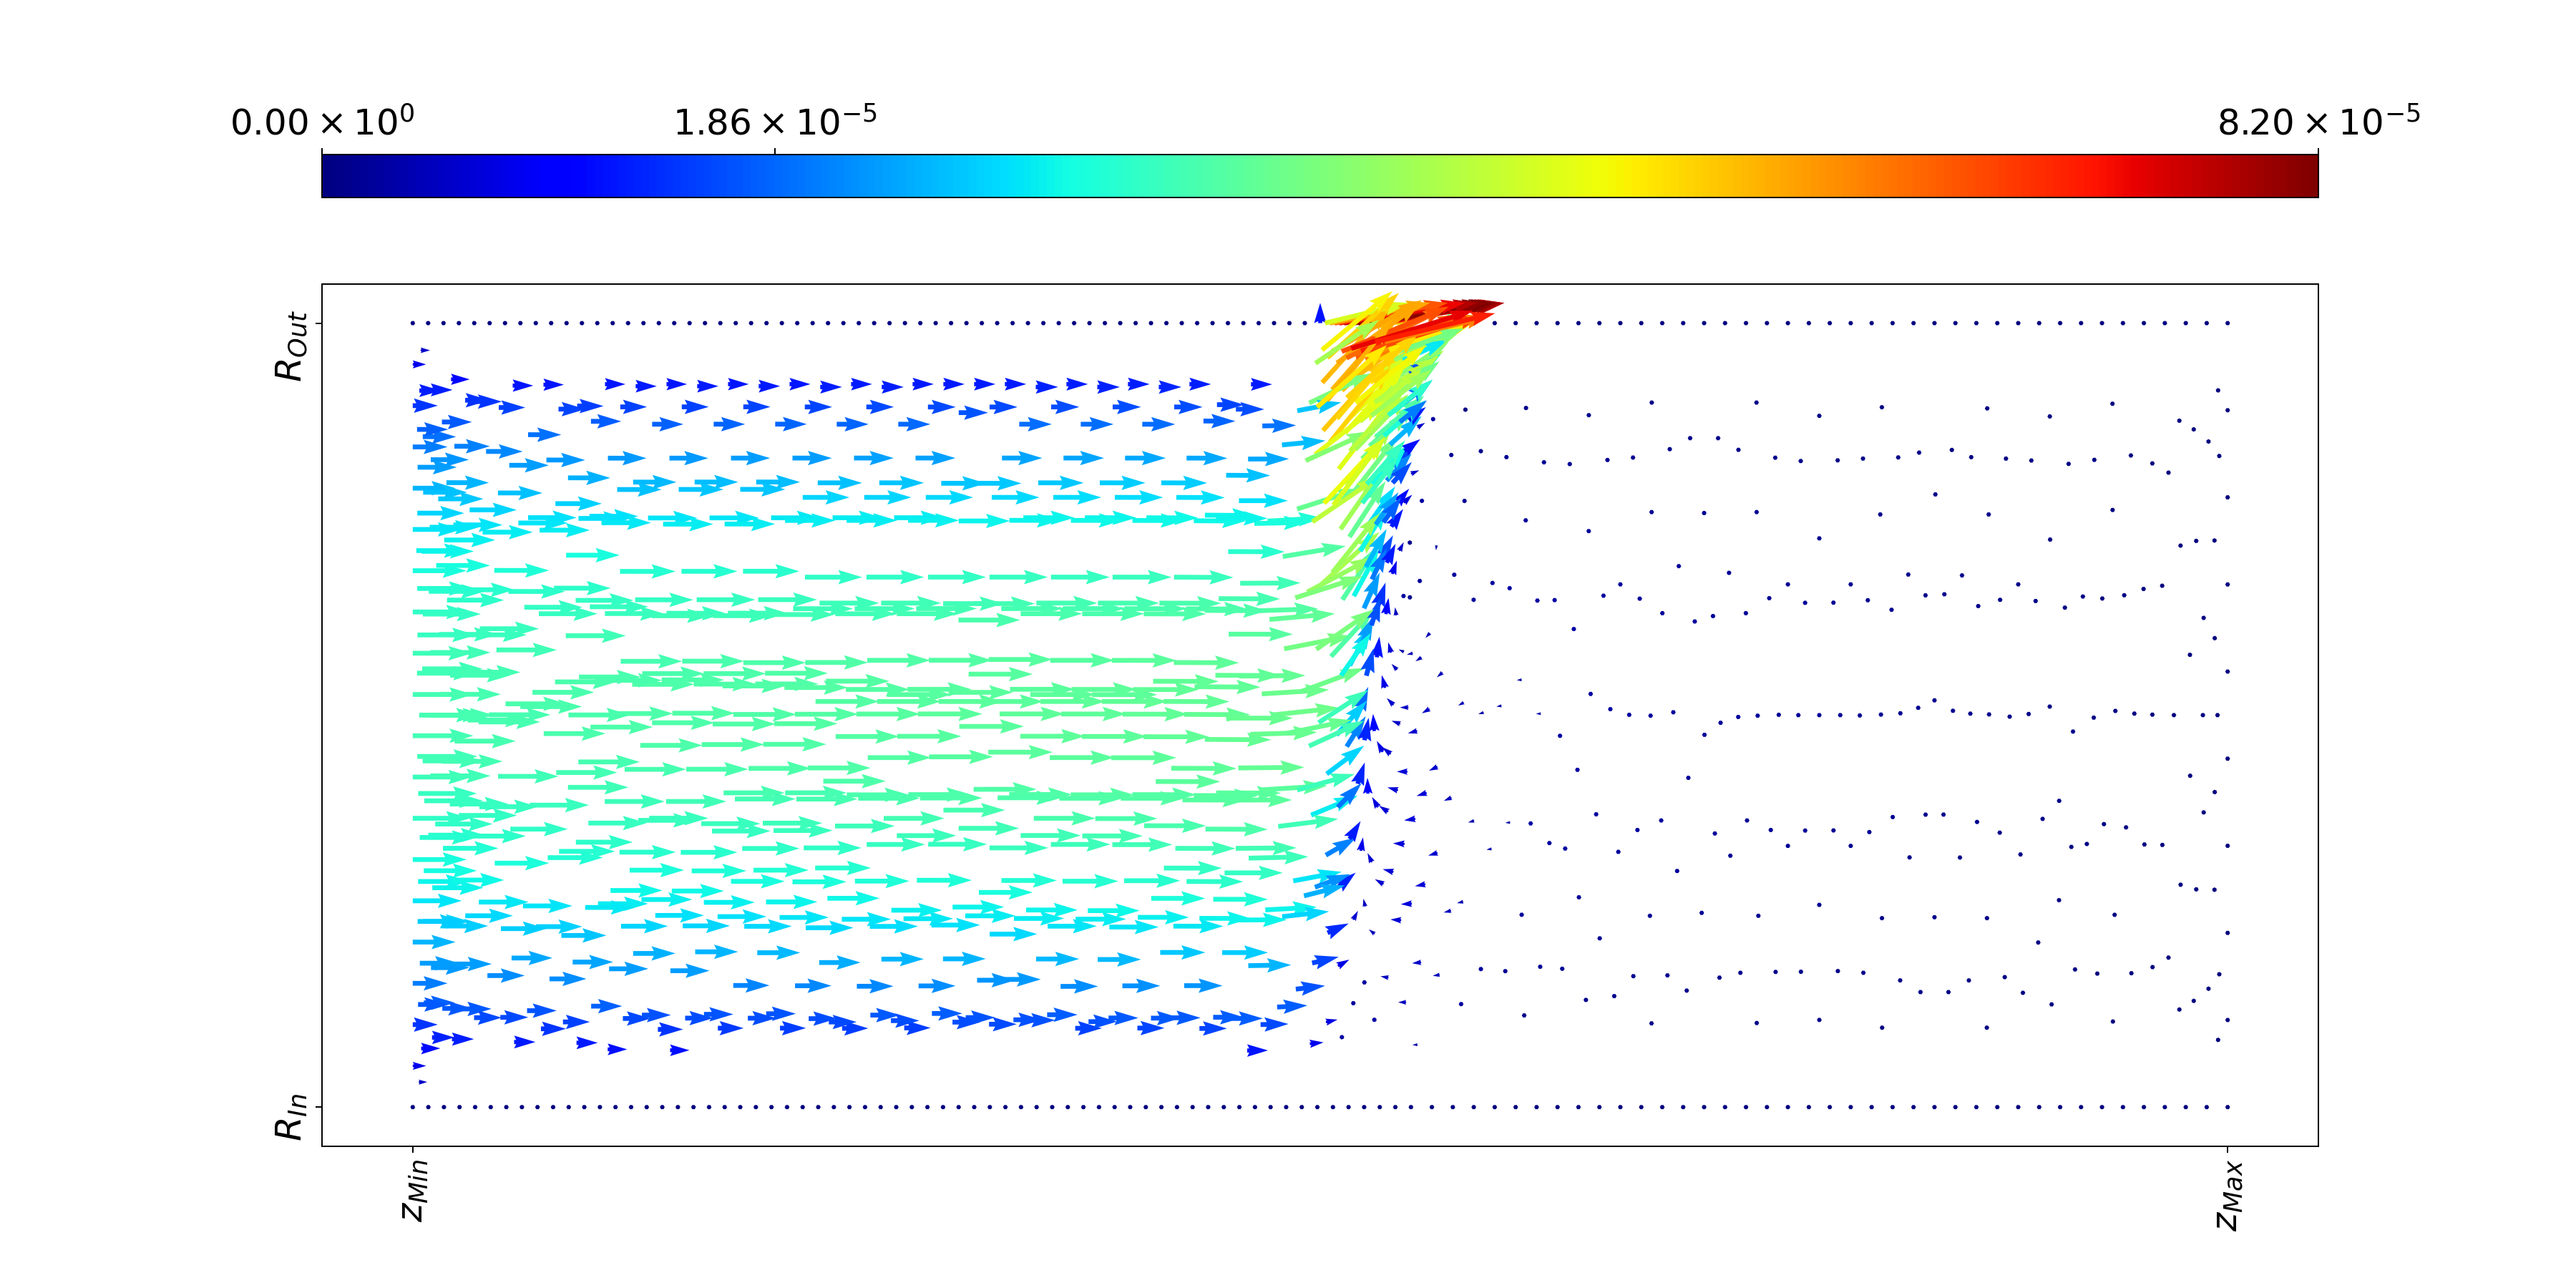 0.00 × 10⁰ 1.86 × 10⁻⁵ 8.20 × 10⁻⁵
R_Out
R_In
z_Min z_Max